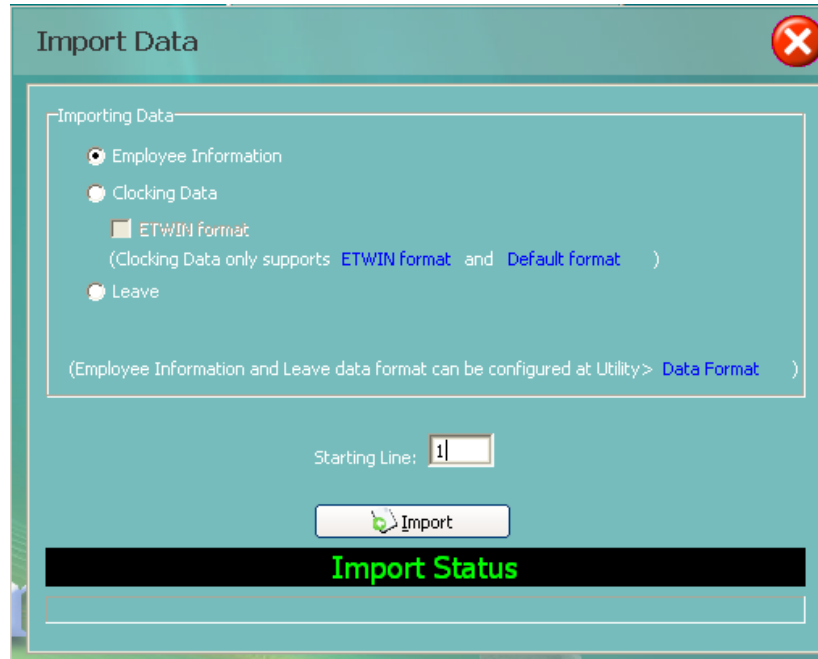 Import Data
Importing Data
Employee Information
Clocking Data
ETWIN format
(Clocking Data only supports ETWIN format and Default format )
Leave
(Employee Information and Leave data format can be configured at Utility> Data Format )
Starting Line: 1
Import
Import Status